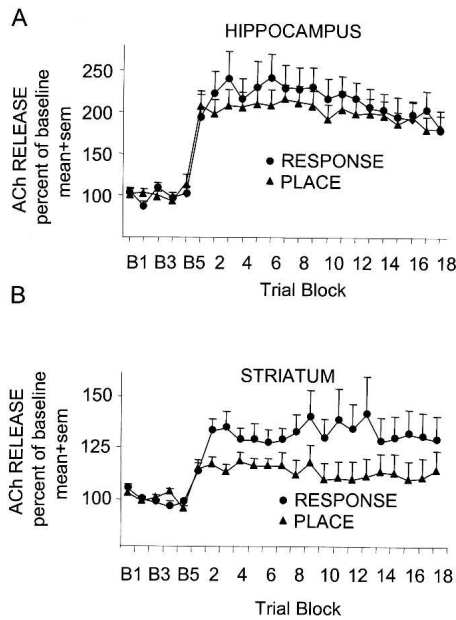 A
HIPPOCAMPUS
ACh RELEASE
percent of baseline
mean+sem
250
200
150
100
RESPONSE
PLACE
B1 B3 B5 2 4 6 8 10 12 14 16 18
Trial Block
B
STRIATUM
ACh RELEASE
percent of baseline
mean+sem
150
125
100
RESPONSE
PLACE
B1 B3 B5 2 4 6 8 10 12 14 16 18
Trial Block